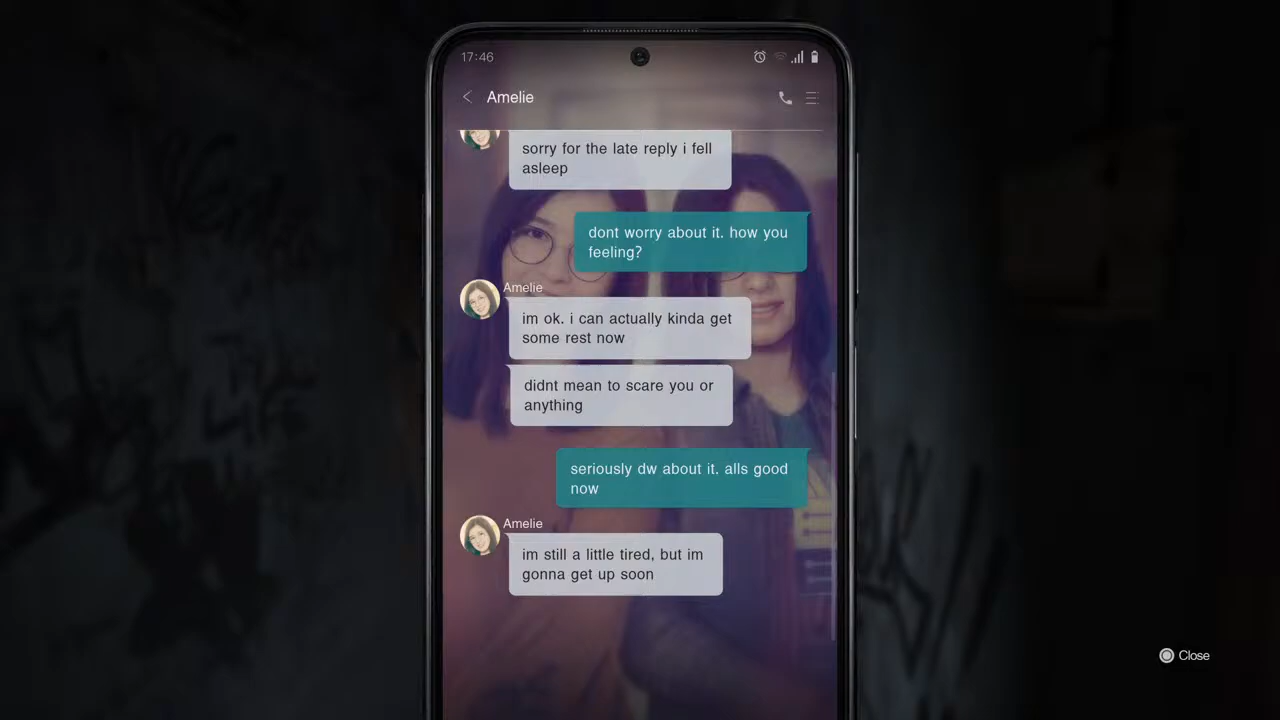 17:46
Amelie
sorry for the late reply i fell
asleep
dont worry about it. how you
feeling?
Amelie
im ok. i can actually kinda get
some rest now
didnt mean to scare you or
anything
seriously dw about it. alls good
now
Amelie
im still a little tired, but im
gonna get up soon
Close